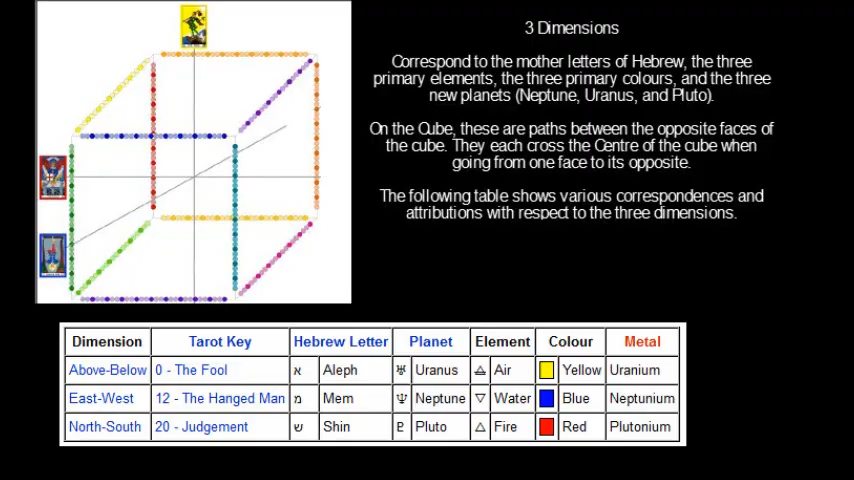 3 Dimensions
Correspond to the mother letters of Hebrew, the three
primary elements, the three primary colours, and the three
new planets (Neptune, Uranus, and Pluto).
On the Cube, these are paths between the opposite faces of
the cube. They each cross the Centre of the cube when
going from one face to its opposite.
The following table shows various correspondences and
attributions with respect to the three dimensions.
Dimension Tarot Key Hebrew Letter Planet Element Colour Metal
Above-Below 0 - The Fool א Aleph ♅ Uranus 🜁 Air Yellow Uranium
East-West 12 - The Hanged Man מ Mem ♆ Neptune ▽ Water Blue Neptunium
North-South 20 - Judgement ש Shin ♇ Pluto △ Fire Red Plutonium